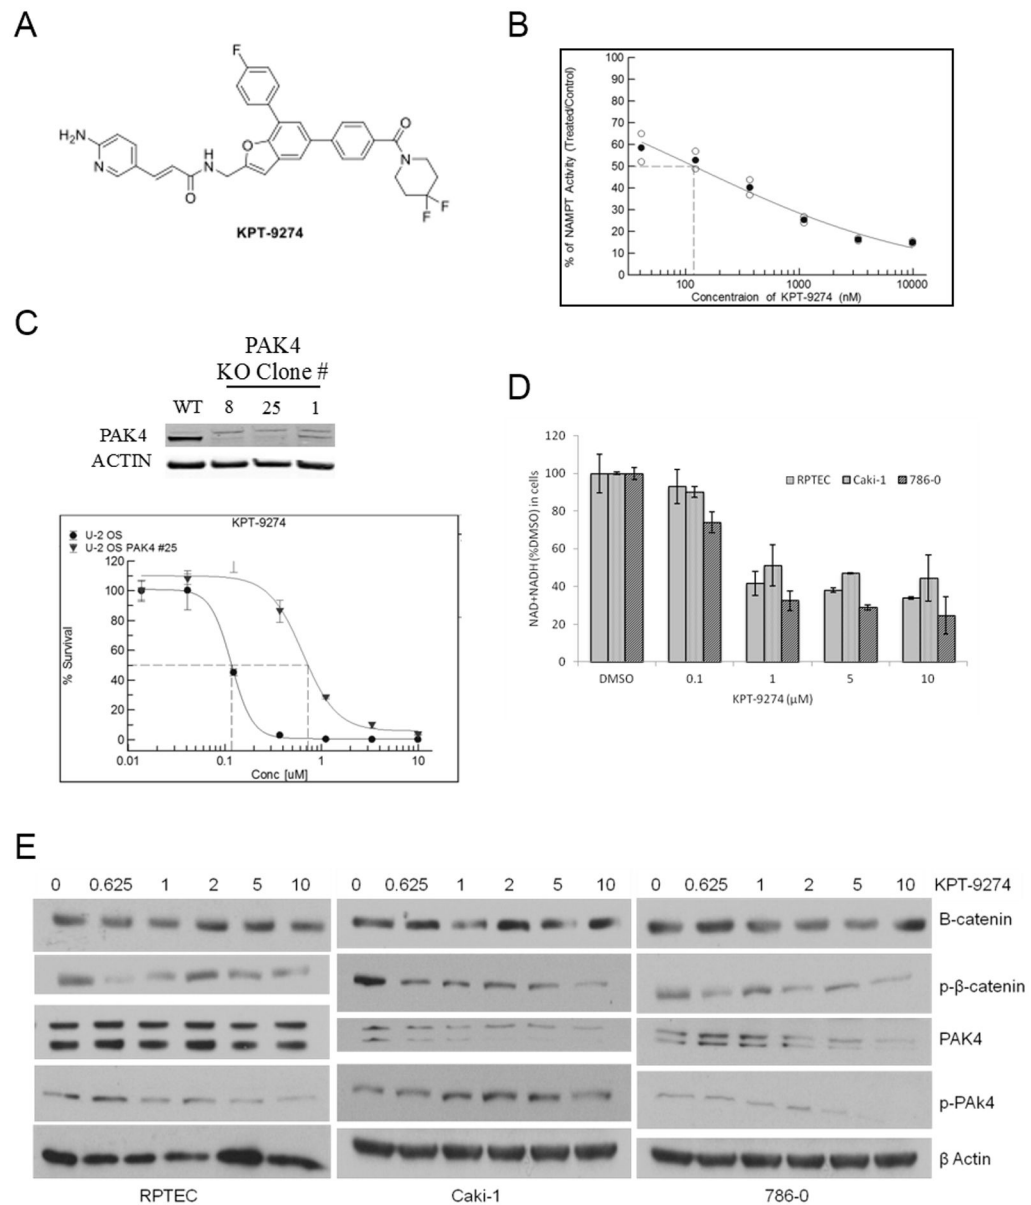 A
F
H₂N
N
O
H
N
O
O
N
F
F
KPT-9274
B
% of NAMPT Activity (Treated/Control)
100
90
80
70
60
50
40
30
20
10
0
100
1000
10000
Concentraion of KPT-9274 (nM)
C
PAK4
KO Clone #
WT 8 25 1
PAK4
ACTIN
KPT-9274
U-2 OS
U-2 OS PAK4 #25
% Survival
120
100
80
60
40
20
0
0.01 0.1 1 10
Conc [uM]
D
NAD+NADH (%DMSO) in cells
120
100
80
60
40
20
0
RPTEC Caki-1 786-0
DMSO 0.1 1 5 10
KPT-9274 (µM)
E
0 0.625 1 2 5 10 0 0.625 1 2 5 10 0 0.625 1 2 5 10 KPT-9274
B-catenin
p-β-catenin
PAK4
p-PAk4
β Actin
RPTEC Caki-1 786-0